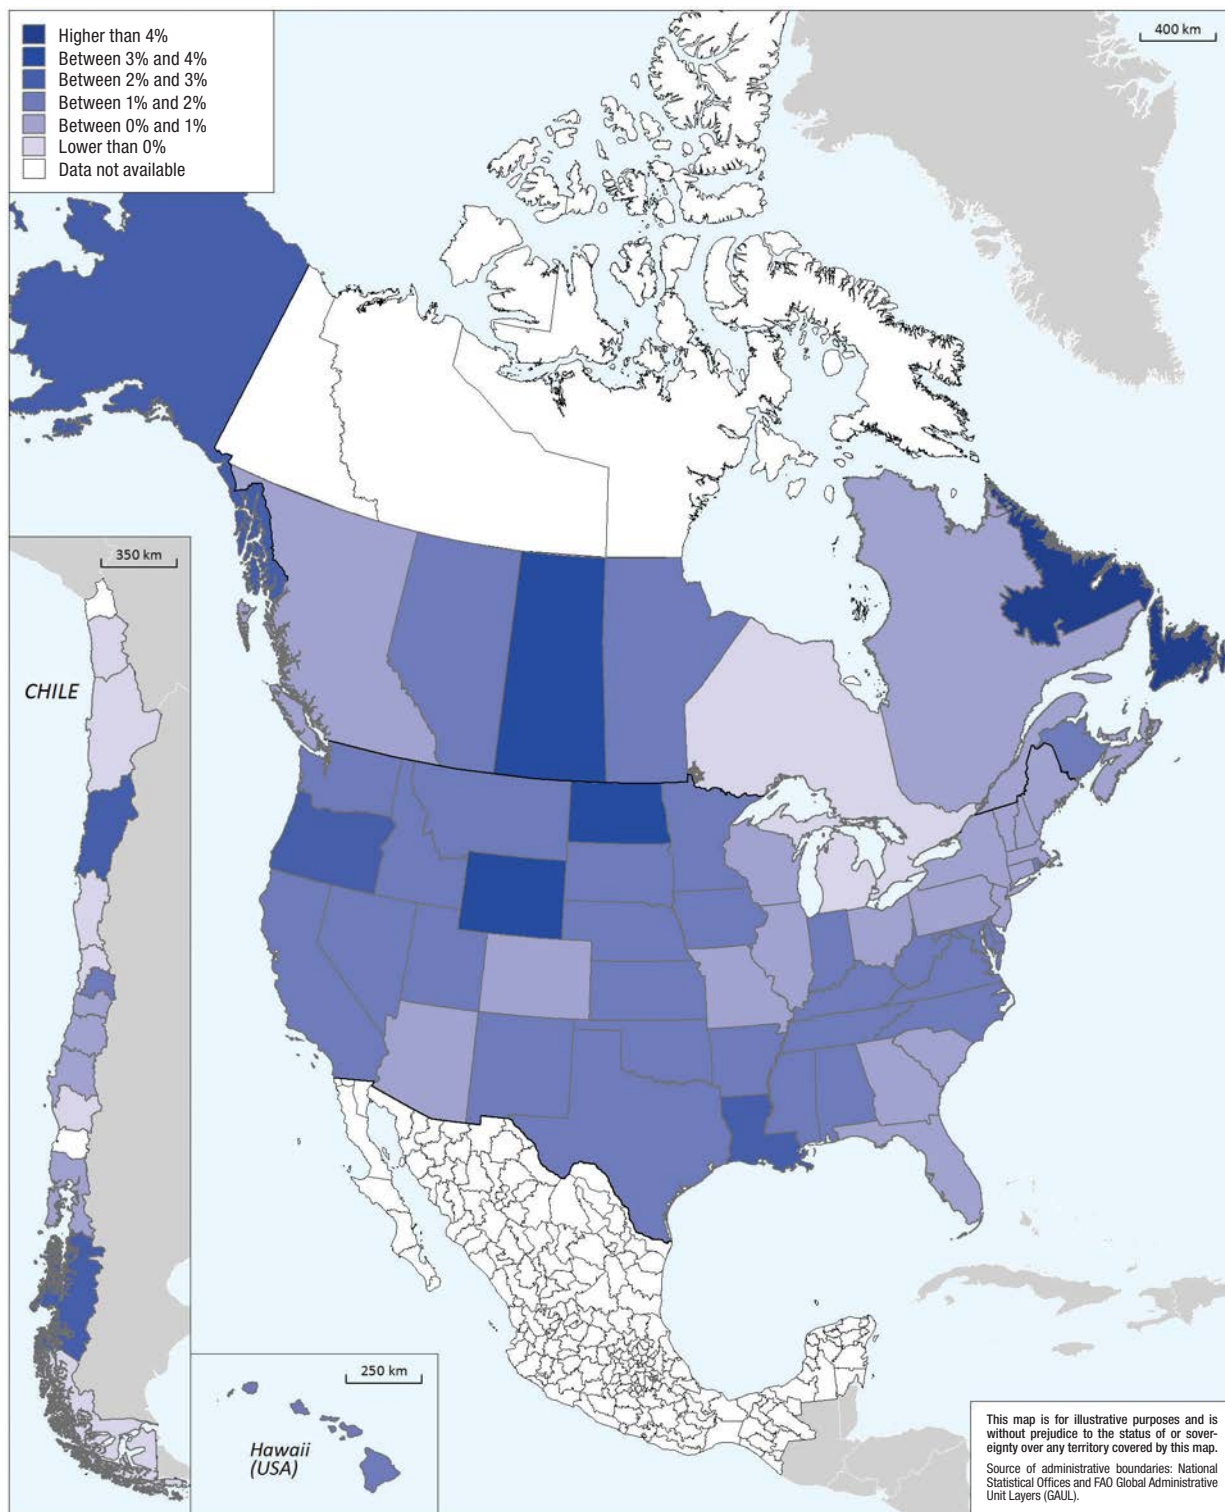 Higher than 4%
Between 3% and 4%
Between 2% and 3%
Between 1% and 2%
Between 0% and 1%
Lower than 0%
Data not available
400 km
350 km
CHILE
250 km
Hawaii
(USA)
This map is for illustrative purposes and is
without prejudice to the status of or sover-
eignty over any territory covered by this map.
Source of administrative boundaries: National
Statistical Offices and FAO Global Administrative
Unit Layers (GAUL).